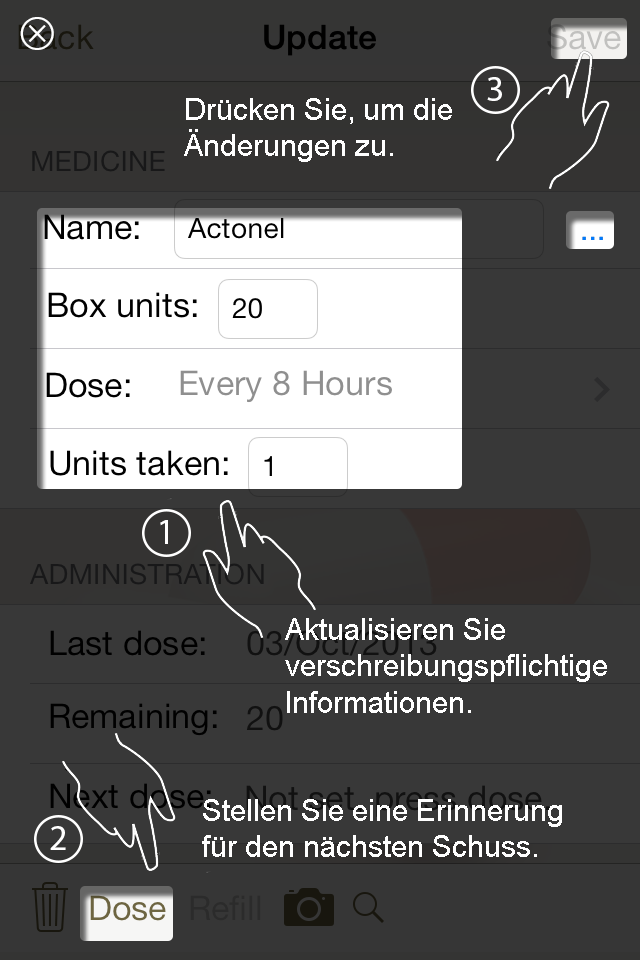 Back
Update
Save
3
Drücken Sie, um die
Änderungen zu.
MEDICINE
Name:
Actonel
...
Box units:
20
Dose:
Every 8 Hours
Units taken:
1
1
ADMINISTRATION
Last dose:
03/Oct/2013
Aktualisieren Sie
verschreibungspflichtige
Informationen.
Remaining:
20
Next dose:
Not set, press dose.
Stellen Sie eine Erinnerung
für den nächsten Schuss.
2
Dose
Refill